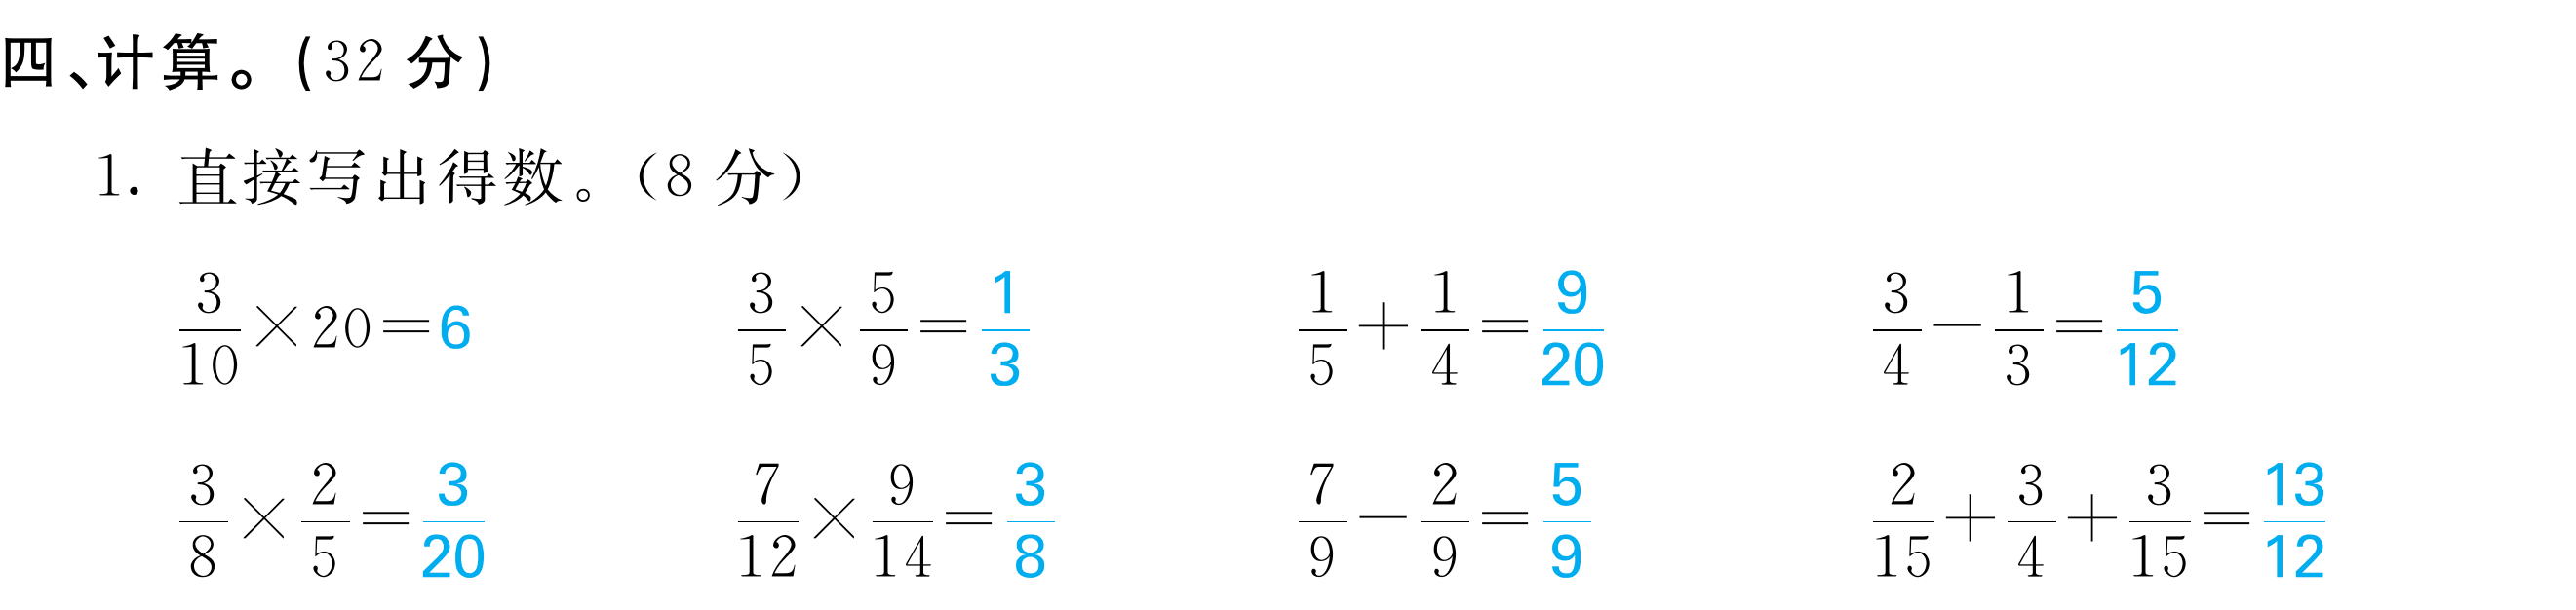 四、计算。(32 分)
1. 直接写出得数。(8 分)
3/10×20=6 3/5×5/9=1/3 1/5+1/4=9/20 3/4−1/3=5/12
3/8×2/5=3/20 7/12×9/14=3/8 7/9−2/9=5/9 2/15+3/4+3/15=13/12